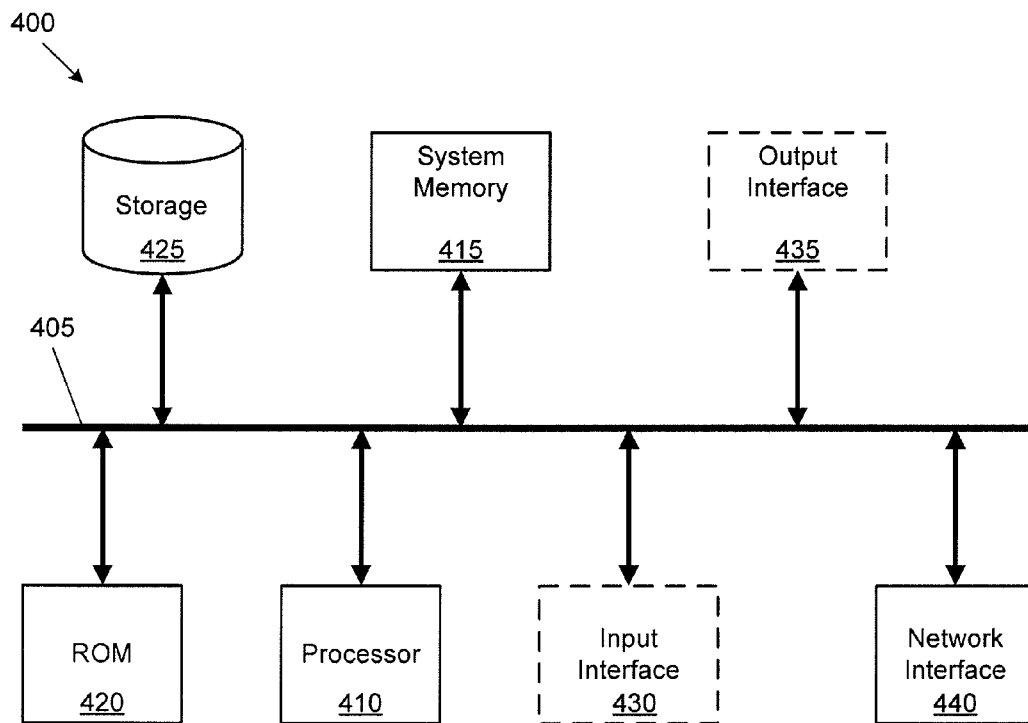 400
Storage
425
System
Memory
415
Output
Interface
435
405
ROM
420
Processor
410
Input
Interface
430
Network
Interface
440